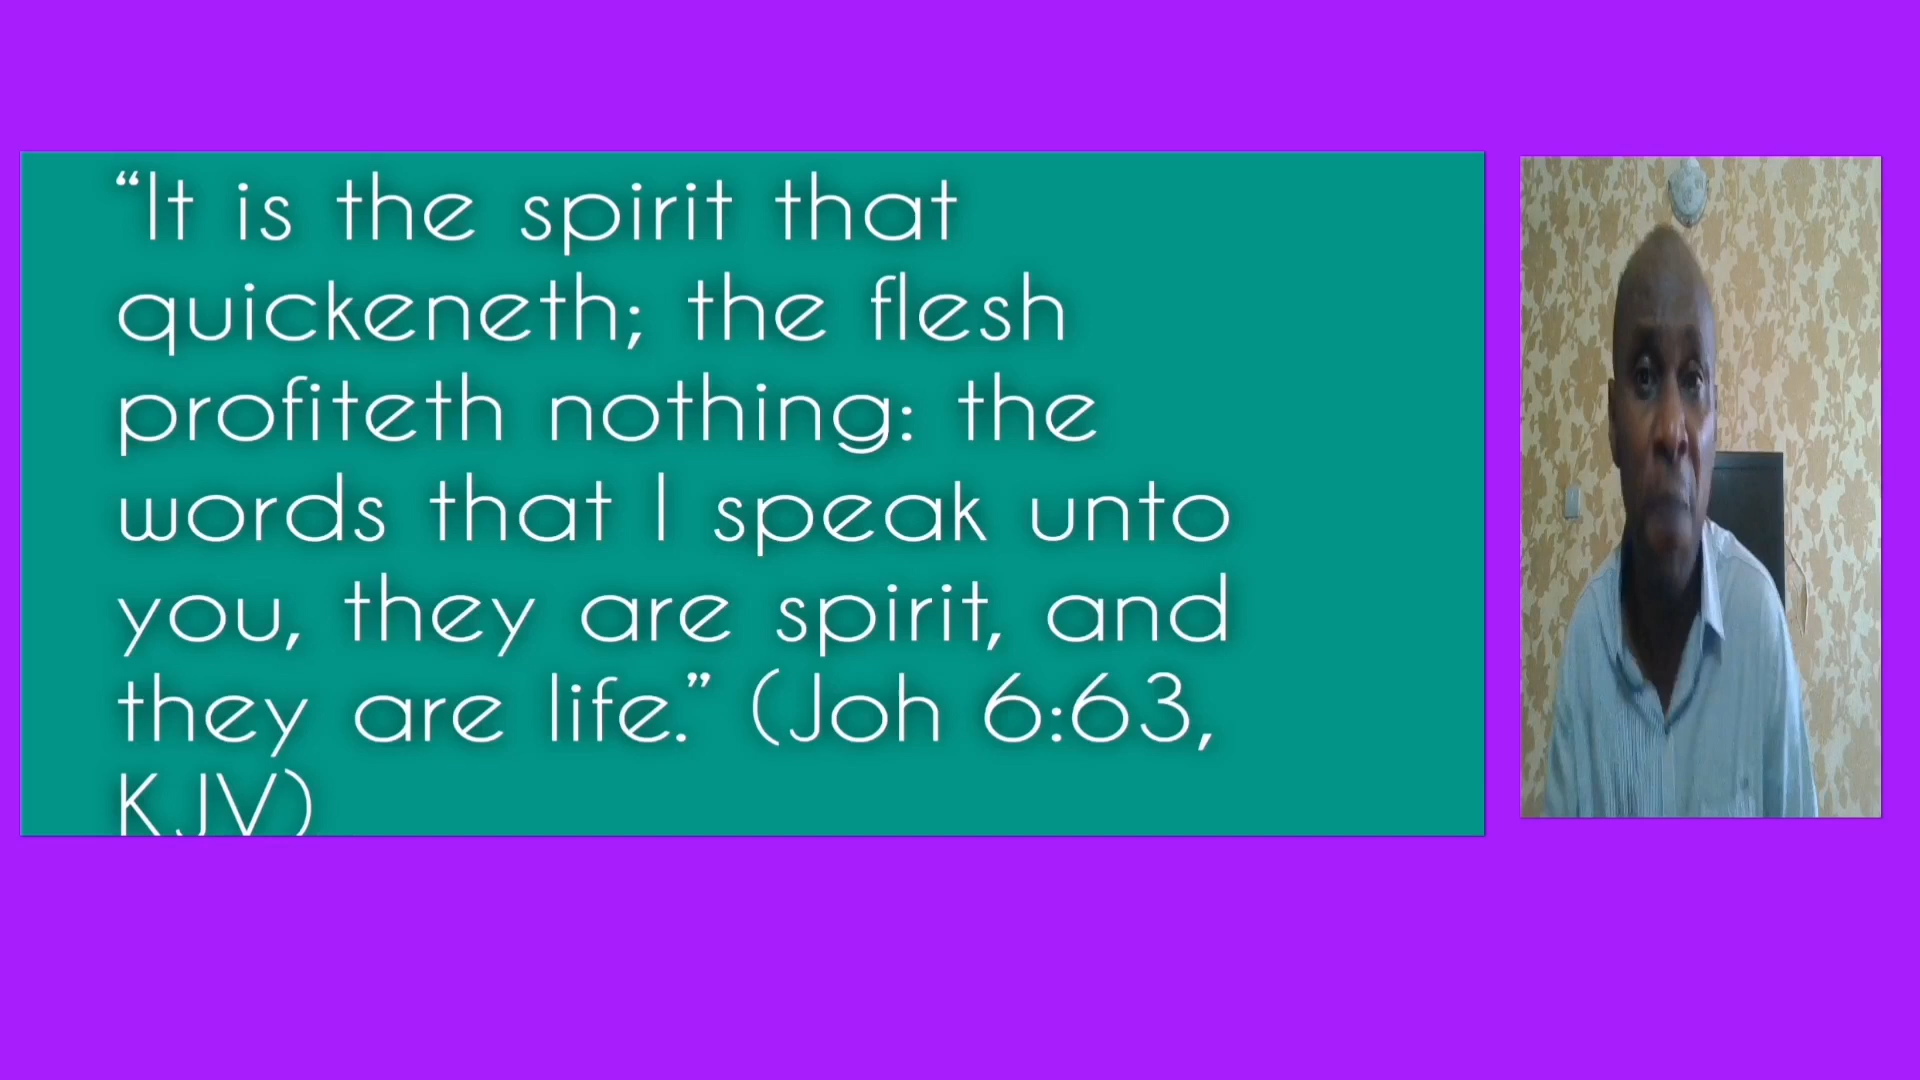 “It is the spirit that
quickeneth; the flesh
profiteth nothing: the
words that I speak unto
you, they are spirit, and
they are life.” (Joh 6:63,
KJV)